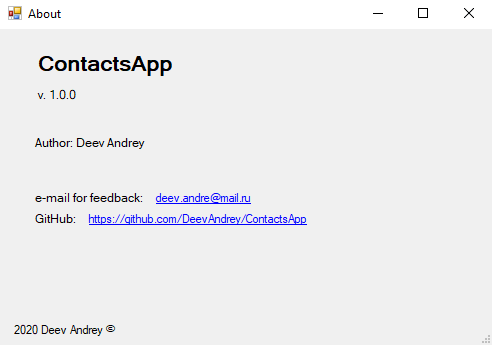 About
ContactsApp
v. 1.0.0
Author: Deev Andrey
e-mail for feedback: deev.andre@mail.ru
GitHub: https://github.com/DeevAndrey/ContactsApp
2020 Deev Andrey ©